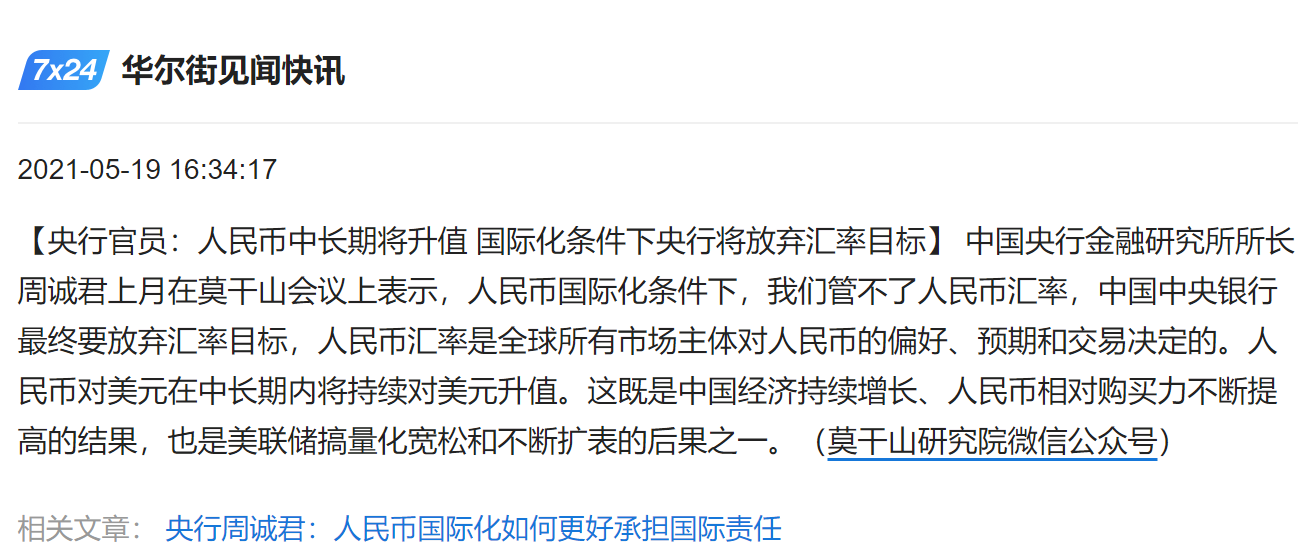 7x24 华尔街见闻快讯
2021-05-19 16:34:17
【央行官员：人民币中长期将升值 国际化条件下央行将放弃汇率目标】 中国央行金融研究所所长
周诚君上月在莫干山会议上表示，人民币国际化条件下，我们管不了人民币汇率，中国中央银行
最终要放弃汇率目标，人民币汇率是全球所有市场主体对人民币的偏好、预期和交易决定的。人
民币对美元在中长期内将持续对美元升值。这既是中国经济持续增长、人民币相对购买力不断提
高的结果，也是美联储搞量化宽松和不断扩表的后果之一。（莫干山研究院微信公众号）
相关文章： 央行周诚君：人民币国际化如何更好承担国际责任